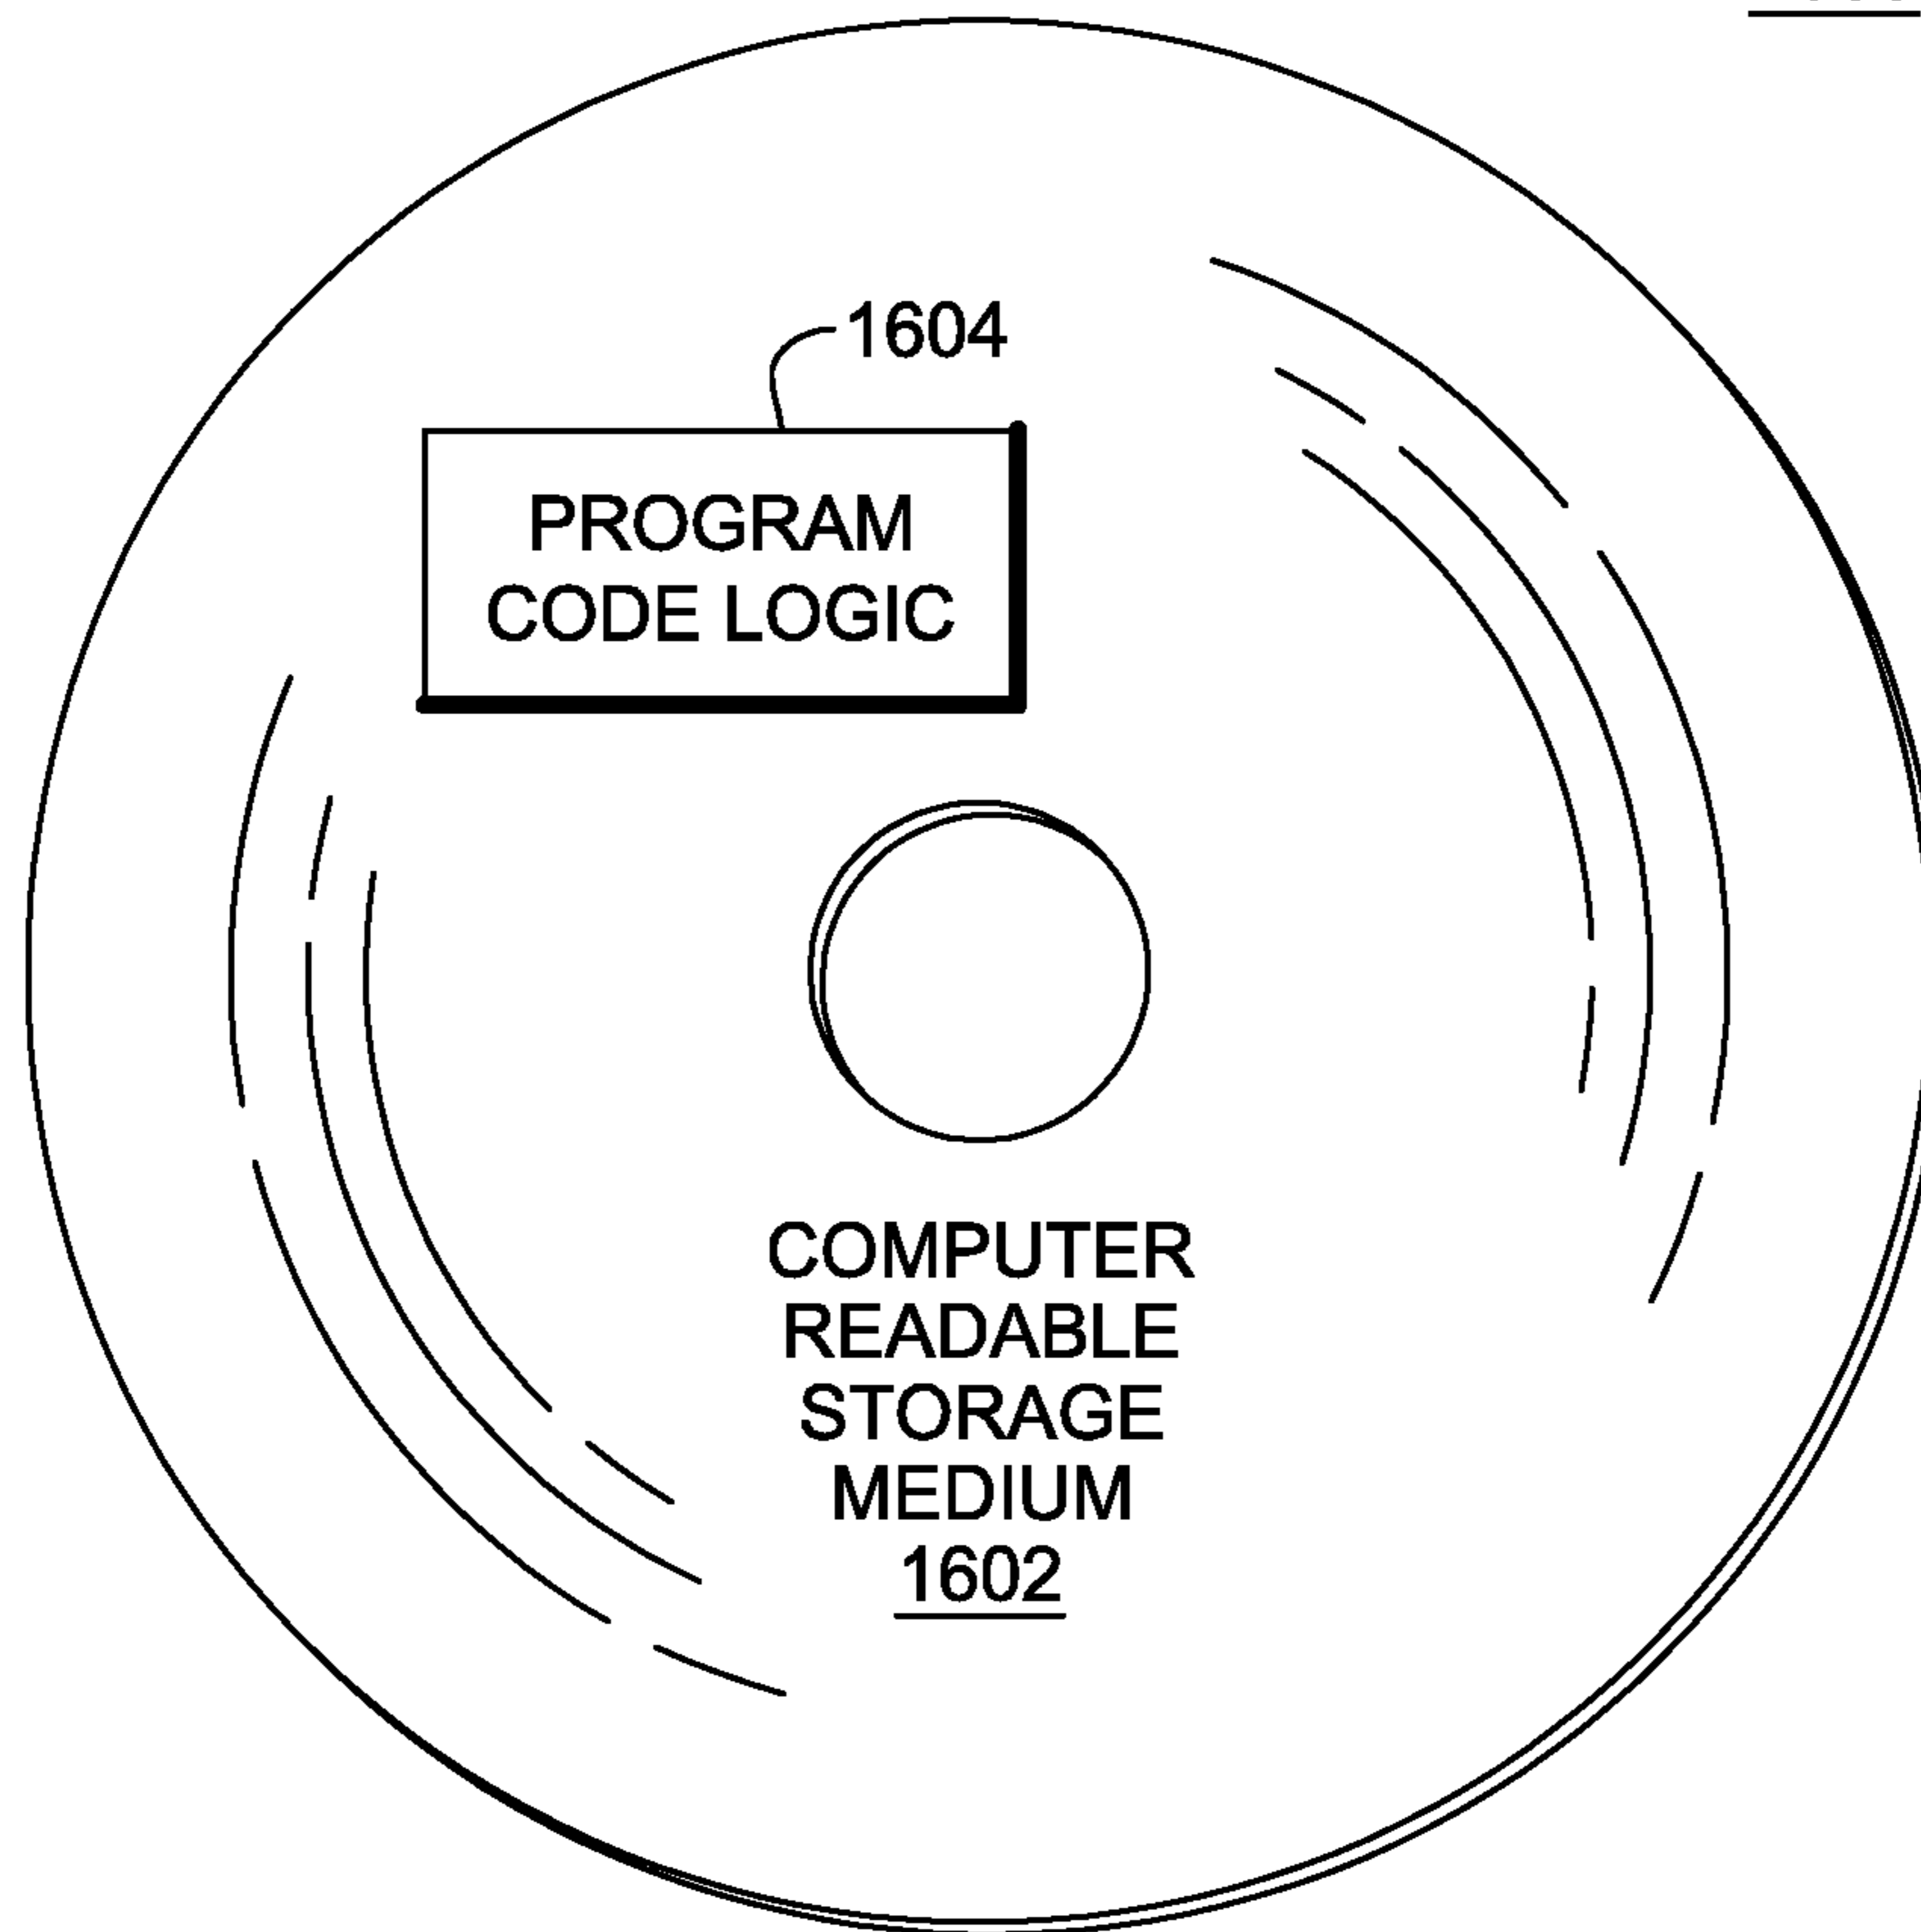 1604
PROGRAM
CODE LOGIC
COMPUTER
READABLE
STORAGE
MEDIUM
1602